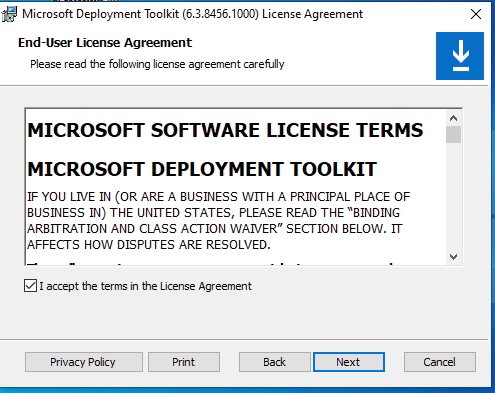 Microsoft Deployment Toolkit (6.3.8456.1000) License Agreement
End-User License Agreement
Please read the following license agreement carefully
MICROSOFT SOFTWARE LICENSE TERMS
MICROSOFT DEPLOYMENT TOOLKIT
IF YOU LIVE IN (OR ARE A BUSINESS WITH A PRINCIPAL PLACE OF
BUSINESS IN) THE UNITED STATES, PLEASE READ THE “BINDING
ARBITRATION AND CLASS ACTION WAIVER” SECTION BELOW. IT
AFFECTS HOW DISPUTES ARE RESOLVED.
I accept the terms in the License Agreement
Privacy Policy Print Back Next Cancel